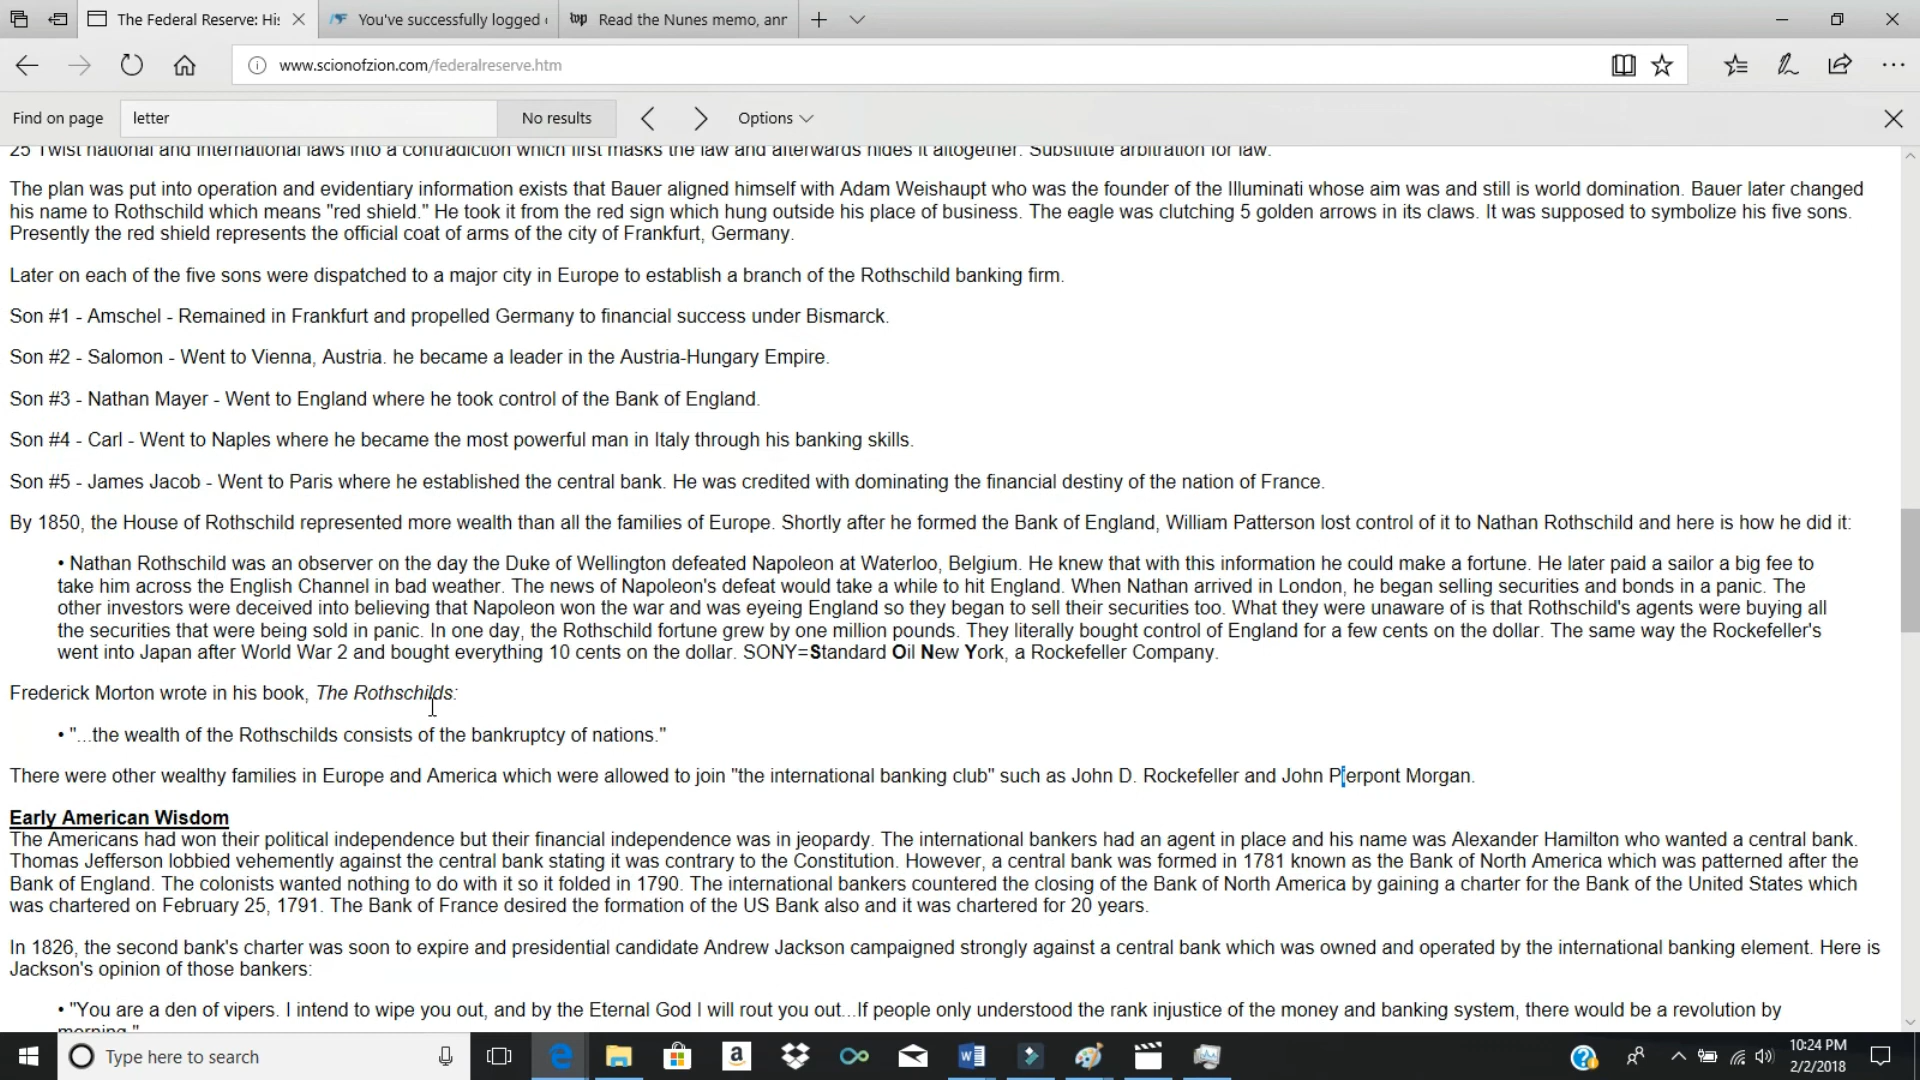 The Federal Reserve: His
You've successfully logged
wp Read the Nunes memo, anr
www.scionofzion.com/federalreserve.htm
Find on page letter No results Options
25 Twist national and international laws into a contradiction which first masks the law and afterwards hides it altogether. Substitute arbitration for law.
The plan was put into operation and evidentiary information exists that Bauer aligned himself with Adam Weishaupt who was the founder of the Illuminati whose aim was and still is world domination. Bauer later changed
his name to Rothschild which means "red shield." He took it from the red sign which hung outside his place of business. The eagle was clutching 5 golden arrows in its claws. It was supposed to symbolize his five sons.
Presently the red shield represents the official coat of arms of the city of Frankfurt, Germany.
Later on each of the five sons were dispatched to a major city in Europe to establish a branch of the Rothschild banking firm.
Son #1 - Amschel - Remained in Frankfurt and propelled Germany to financial success under Bismarck.
Son #2 - Salomon - Went to Vienna, Austria. he became a leader in the Austria-Hungary Empire.
Son #3 - Nathan Mayer - Went to England where he took control of the Bank of England.
Son #4 - Carl - Went to Naples where he became the most powerful man in Italy through his banking skills.
Son #5 - James Jacob - Went to Paris where he established the central bank. He was credited with dominating the financial destiny of the nation of France.
By 1850, the House of Rothschild represented more wealth than all the families of Europe. Shortly after he formed the Bank of England, William Patterson lost control of it to Nathan Rothschild and here is how he did it:
• Nathan Rothschild was an observer on the day the Duke of Wellington defeated Napoleon at Waterloo, Belgium. He knew that with this information he could make a fortune. He later paid a sailor a big fee to
take him across the English Channel in bad weather. The news of Napoleon's defeat would take a while to hit England. When Nathan arrived in London, he began selling securities and bonds in a panic. The
other investors were deceived into believing that Napoleon won the war and was eyeing England so they began to sell their securities too. What they were unaware of is that Rothschild's agents were buying all
the securities that were being sold in panic. In one day, the Rothschild fortune grew by one million pounds. They literally bought control of England for a few cents on the dollar. The same way the Rockefeller's
went into Japan after World War 2 and bought everything 10 cents on the dollar. SONY=Standard Oil New York, a Rockefeller Company.
Frederick Morton wrote in his book, The Rothschilds:
• "...the wealth of the Rothschilds consists of the bankruptcy of nations."
There were other wealthy families in Europe and America which were allowed to join "the international banking club" such as John D. Rockefeller and John Pierpont Morgan.
Early American Wisdom
The Americans had won their political independence but their financial independence was in jeopardy. The international bankers had an agent in place and his name was Alexander Hamilton who wanted a central bank.
Thomas Jefferson lobbied vehemently against the central bank stating it was contrary to the Constitution. However, a central bank was formed in 1781 known as the Bank of North America which was patterned after the
Bank of England. The colonists wanted nothing to do with it so it folded in 1790. The international bankers countered the closing of the Bank of North America by gaining a charter for the Bank of the United States which
was chartered on February 25, 1791. The Bank of France desired the formation of the US Bank also and it was chartered for 20 years.
In 1826, the second bank's charter was soon to expire and presidential candidate Andrew Jackson campaigned strongly against a central bank which was owned and operated by the international banking element. Here is
Jackson's opinion of those bankers:
• "You are a den of vipers. I intend to wipe you out, and by the Eternal God I will rout you out...If people only understood the rank injustice of the money and banking system, there would be a revolution by
morning."
Type here to search
10:24 PM
2/2/2018